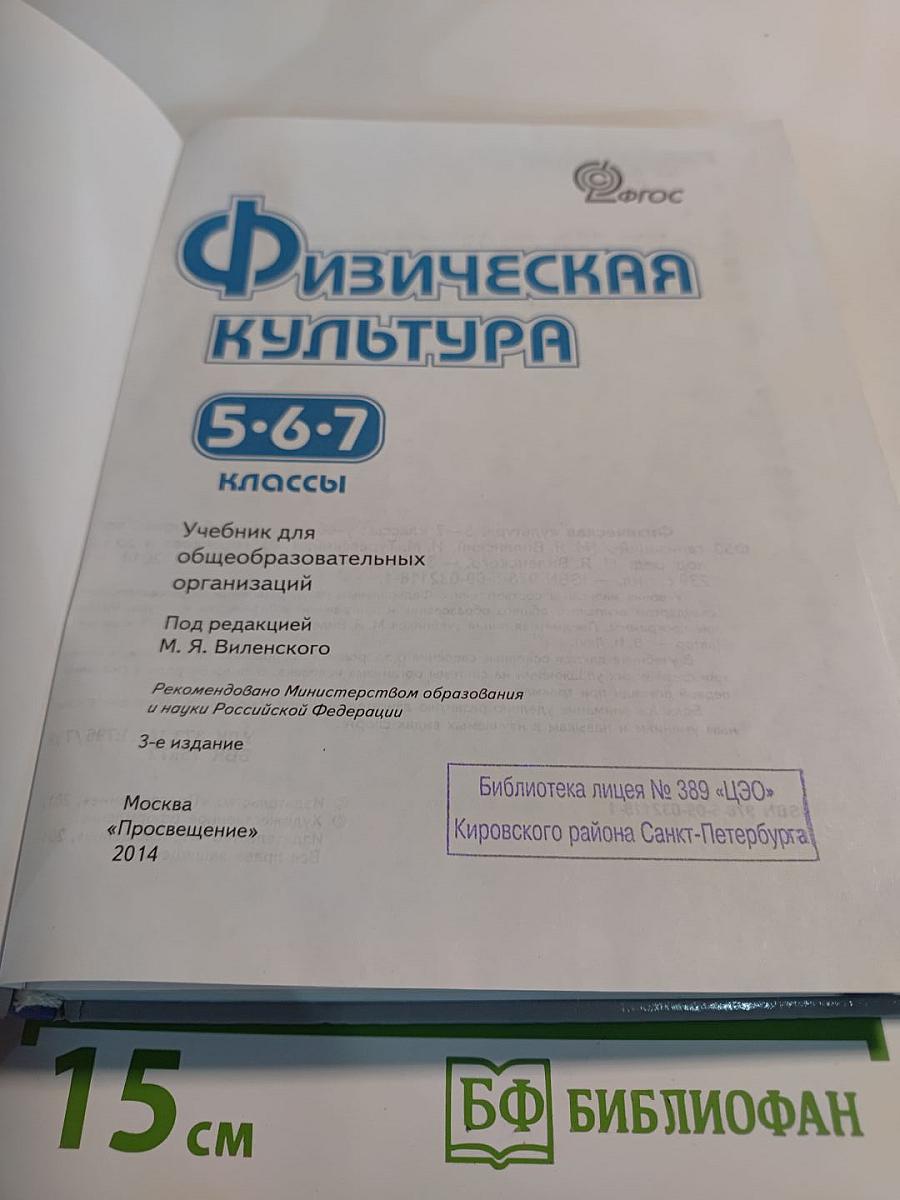 ФГОС
Физическая
культура
5•6•7
классы
Учебник для
общеобразовательных
организаций
Под редакцией
М. Я. Виленского
Рекомендовано Министерством образования
и науки Российской Федерации
3-е издание
Москва
«Просвещение»
2014
Библиотека лицея № 389 «ЦЭО»
Кировского района Санкт-Петербурга
15 см
БФ БИБЛИОФАН